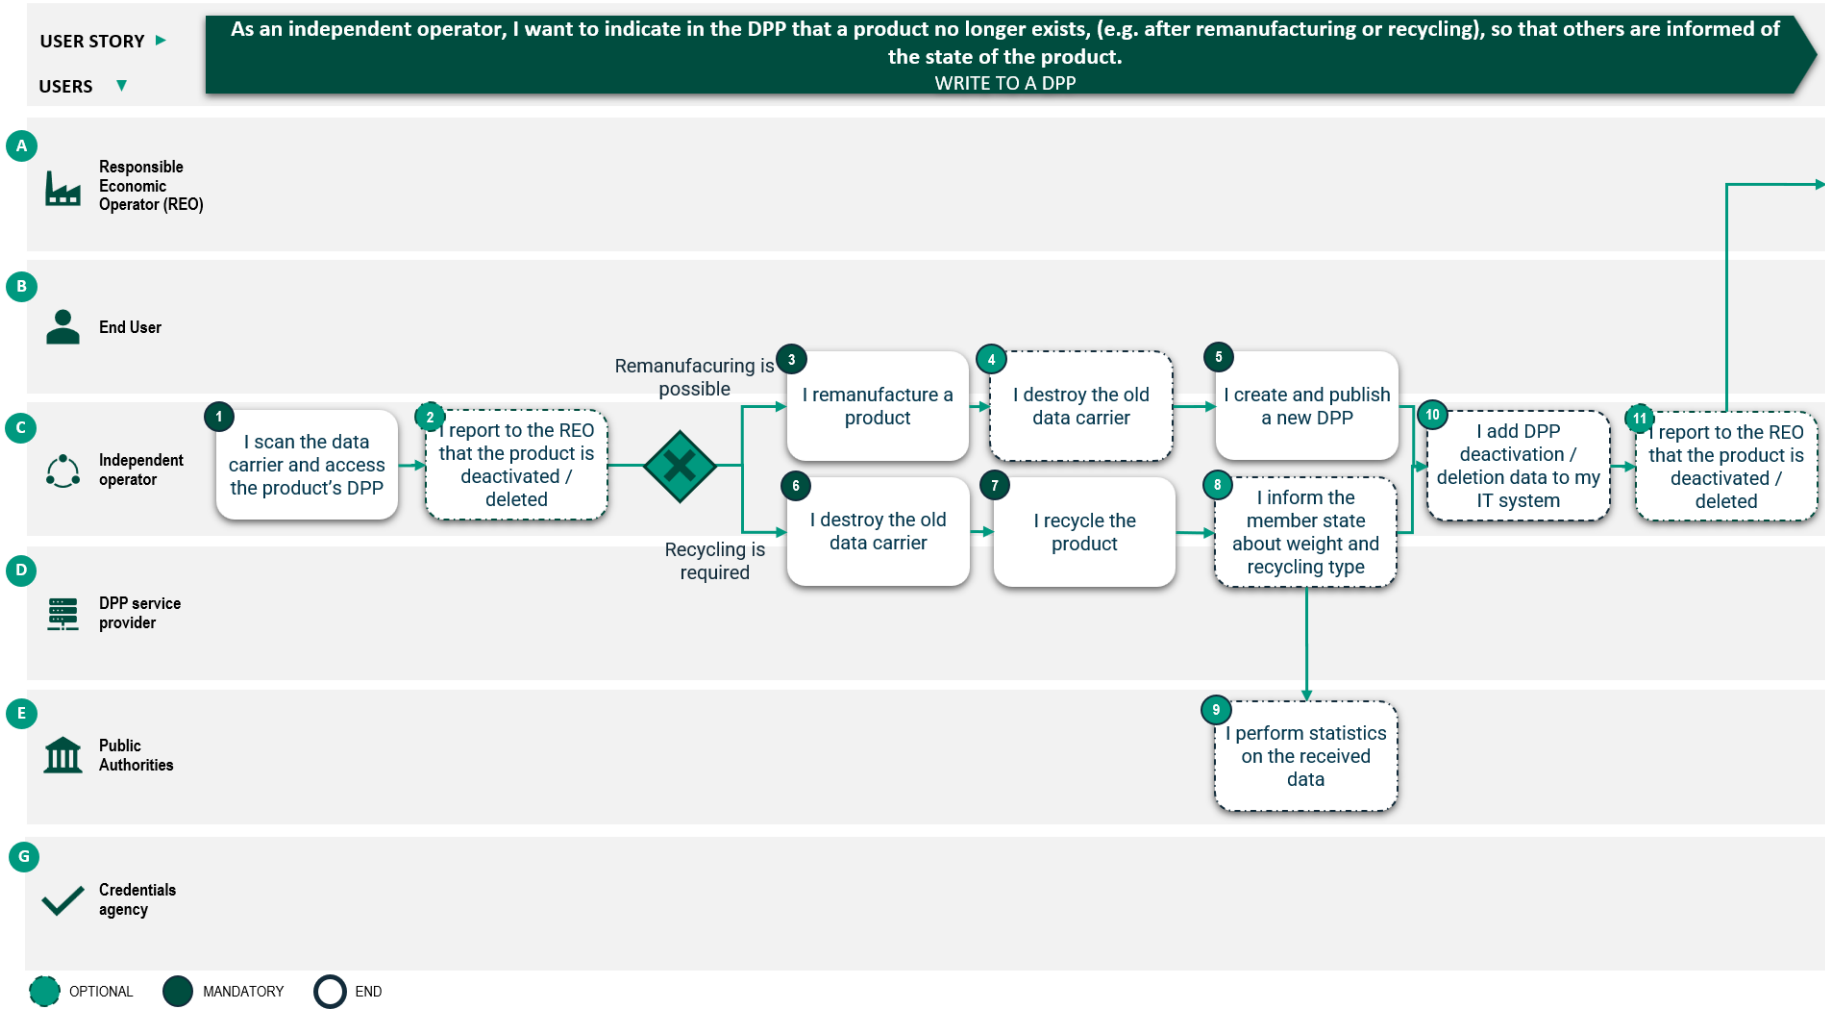 USER STORY
As an independent operator, I want to indicate in the DPP that a product no longer exists, (e.g. after remanufacturing or recycling), so that others are informed of
the state of the product.
WRITE TO A DPP
USERS
A
Responsible
Economic
Operator (REO)
B
End User
C
Independent
operator
1
I scan the data
carrier and access
the product's DPP
2
I report to the REO
that the product is
deactivated /
deleted
Remanufacuring is
possible
3
I remanufacture a
product
4
I destroy the old
data carrier
5
I create and publish
a new DPP
Recycling is
required
6
I destroy the old
data carrier
7
I recycle the
product
8
I inform the
member state
about weight and
recycling type
10
I add DPP
deactivation /
deletion data to my
IT system
11
I report to the REO
that the product is
deactivated /
deleted
D
DPP service
provider
E
Public
Authorities
9
I perform statistics
on the received
data
G
Credentials
agency
OPTIONAL
MANDATORY
END